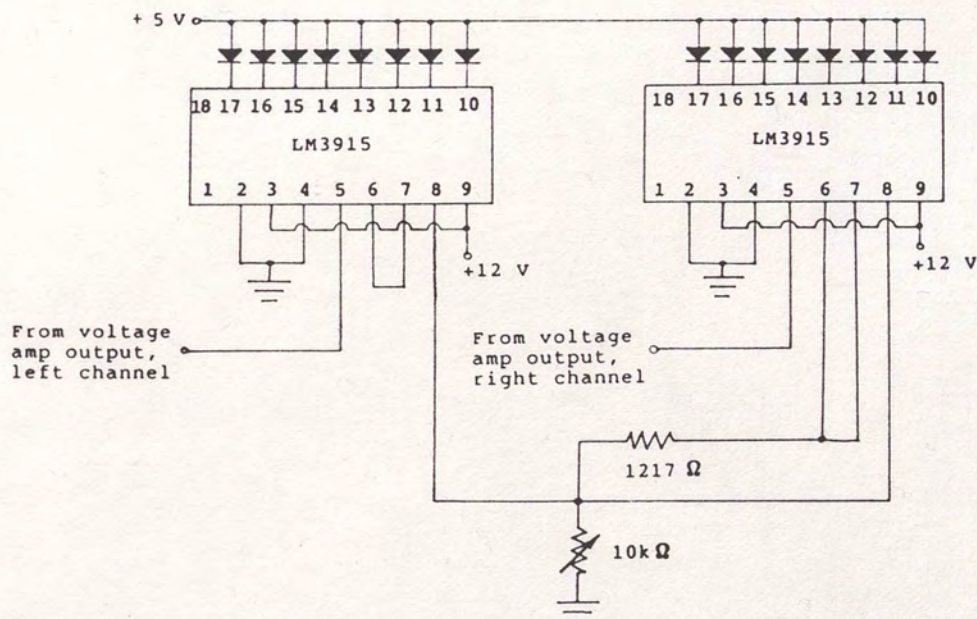 + 5 V
18 17 16 15 14 13 12 11 10
LM3915
1 2 3 4 5 6 7 8 9
+12 V
From voltage
amp output,
left channel
18 17 16 15 14 13 12 11 10
LM3915
1 2 3 4 5 6 7 8 9
+12 V
From voltage
amp output,
right channel
1217 Ω
10k Ω